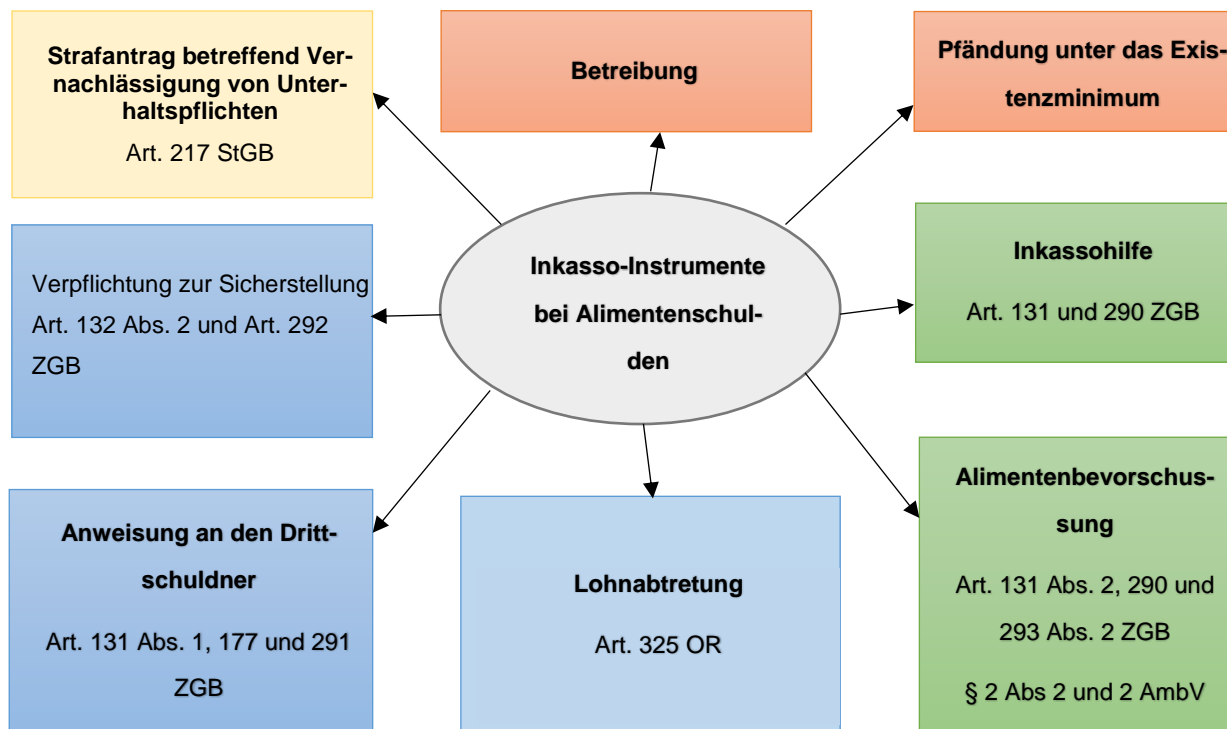 Strafantrag betreffend Ver-
nachlässigung von Unter-
haltspflichten
Art. 217 StGB
Betreibung
Pfändung unter das Exis-
tenzminimum
Verpflichtung zur Sicherstellung
Art. 132 Abs. 2 und Art. 292
ZGB
Inkasso-Instrumente
bei Alimentenschul-
den
Inkassohilfe
Art. 131 und 290 ZGB
Anweisung an den Dritt-
schuldner
Art. 131 Abs. 1, 177 und 291
ZGB
Lohnabtretung
Art. 325 OR
Alimentenbevorschus-
sung
Art. 131 Abs. 2, 290 und
293 Abs. 2 ZGB
§ 2 Abs 2 und 2 AmbV